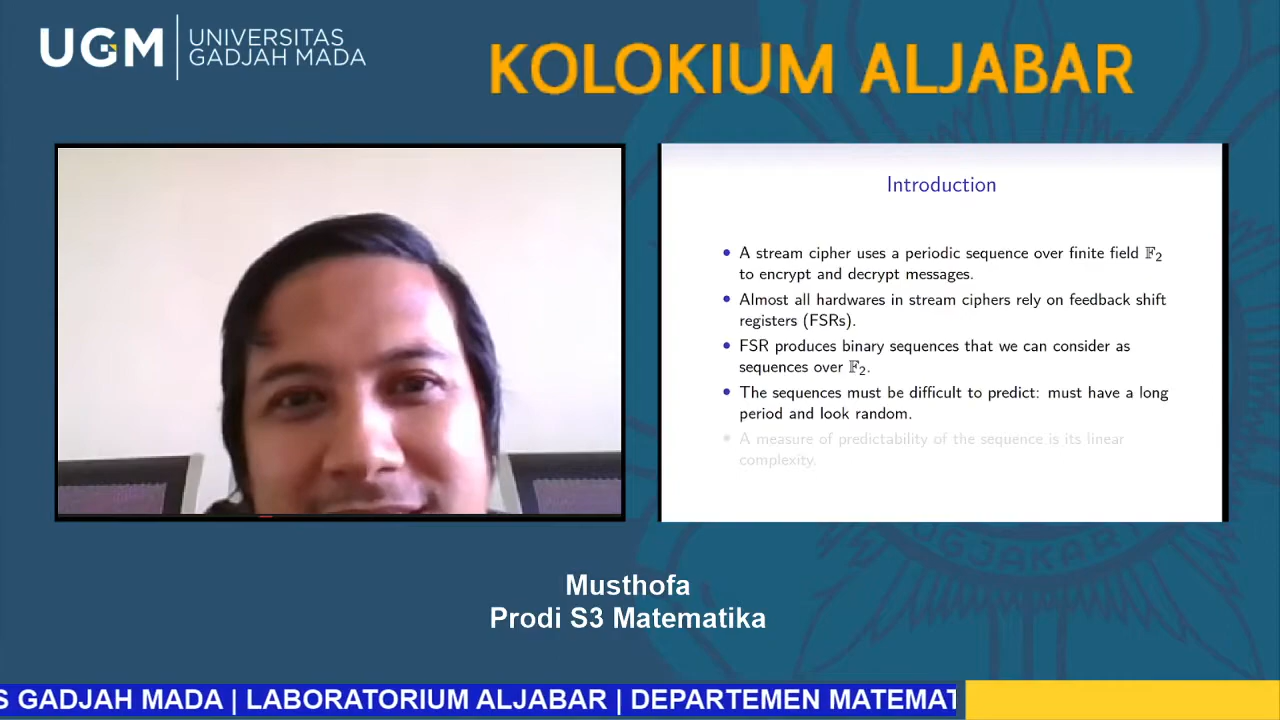 UGM
UNIVERSITAS
GADJAH MADA
KOLOKIUM ALJABAR
Introduction
• A stream cipher uses a periodic sequence over finite field 𝔽₂
to encrypt and decrypt messages.
• Almost all hardwares in stream ciphers rely on feedback shift
registers (FSRs).
• FSR produces binary sequences that we can consider as
sequences over 𝔽₂.
• The sequences must be difficult to predict: must have a long
period and look random.
• A measure of predictability of the sequence is its linear
complexity.
Musthofa
Prodi S3 Matematika
S GADJAH MADA | LABORATORIUM ALJABAR | DEPARTEMEN MATEMAT